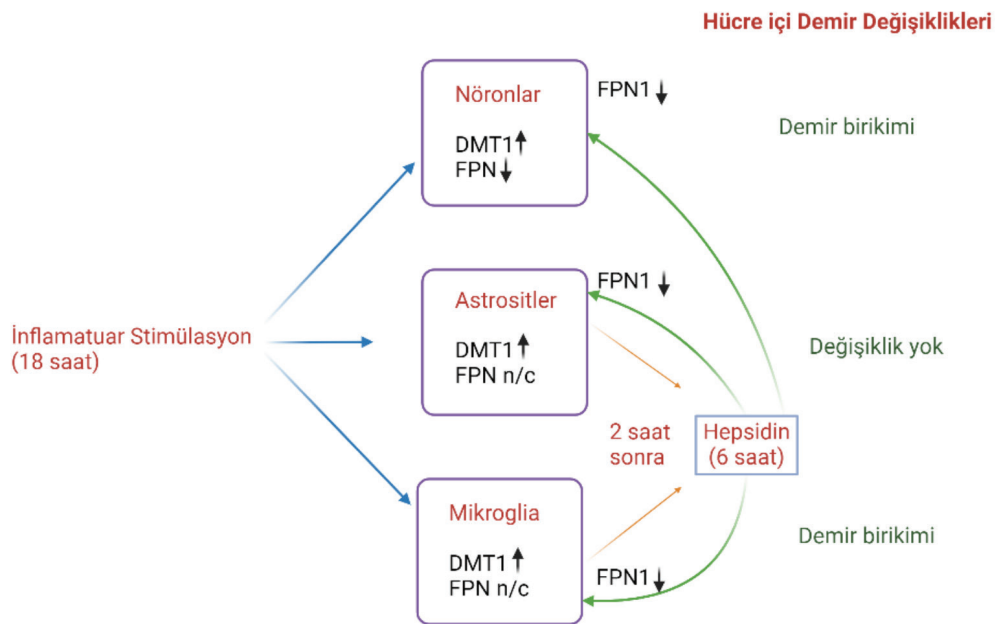 Hücre içi Demir Değişiklikleri
Nöronlar
DMT1
FPN
FPN1
Demir birikimi
İnflamatuar Stimülasyon
(18 saat)
Astrositler
DMT1
FPN n/c
FPN1
Değişiklik yok
2 saat
sonra
Hepsidin
(6 saat)
Mikroglia
DMT1
FPN n/c
FPN1
Demir birikimi